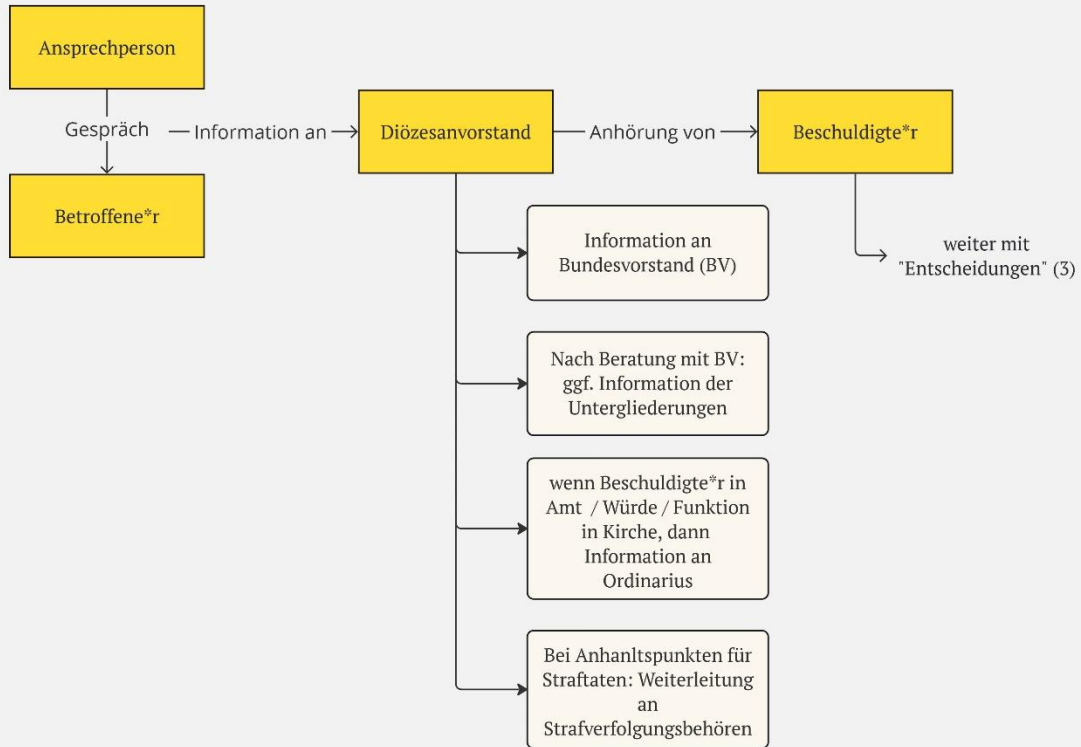 Ansprechperson
Gespräch
Betroffene*r
Information an
Diözesanvorstand
Anhörung von
Beschuldigte*r
weiter mit
"Entscheidungen" (3)
Information an
Bundesvorstand (BV)
Nach Beratung mit BV:
ggf. Information der
Untergliederungen
wenn Beschuldigte*r in
Amt / Würde / Funktion
in Kirche, dann
Information an
Ordinarius
Bei Anhanltspunkten für
Straftaten: Weiterleitung
an
Strafverfolgungsbehören